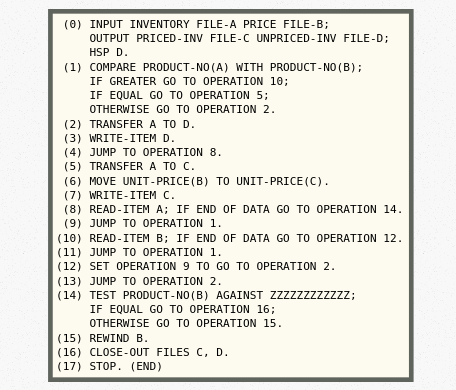 (0) INPUT INVENTORY FILE-A PRICE FILE-B;
OUTPUT PRICED-INV FILE-C UNPRICED-INV FILE-D;
HSP D.
(1) COMPARE PRODUCT-NO(A) WITH PRODUCT-NO(B);
IF GREATER GO TO OPERATION 10;
IF EQUAL GO TO OPERATION 5;
OTHERWISE GO TO OPERATION 2.
(2) TRANSFER A TO D.
(3) WRITE-ITEM D.
(4) JUMP TO OPERATION 8.
(5) TRANSFER A TO C.
(6) MOVE UNIT-PRICE(B) TO UNIT-PRICE(C).
(7) WRITE-ITEM C.
(8) READ-ITEM A; IF END OF DATA GO TO OPERATION 14.
(9) JUMP TO OPERATION 1.
(10) READ-ITEM B; IF END OF DATA GO TO OPERATION 12.
(11) JUMP TO OPERATION 1.
(12) SET OPERATION 9 TO GO TO OPERATION 2.
(13) JUMP TO OPERATION 2.
(14) TEST PRODUCT-NO(B) AGAINST ZZZZZZZZZZZZ;
IF EQUAL GO TO OPERATION 16;
OTHERWISE GO TO OPERATION 15.
(15) REWIND B.
(16) CLOSE-OUT FILES C, D.
(17) STOP. (END)